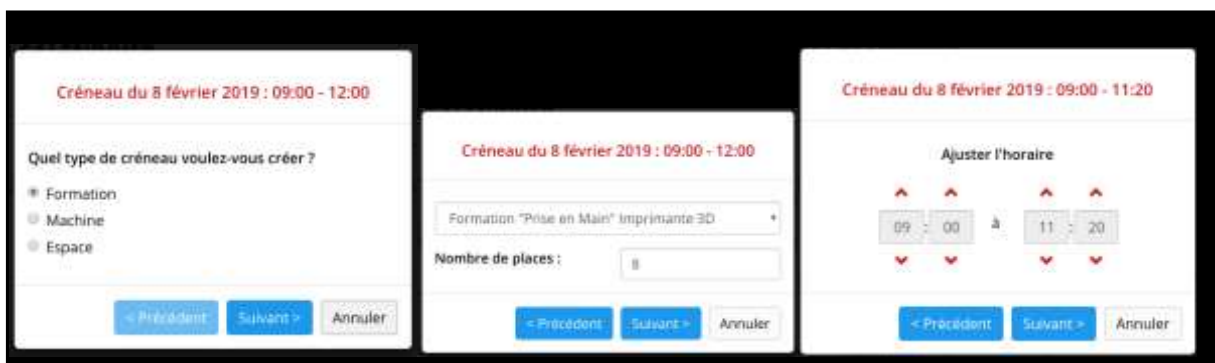 Créneau du 8 février 2019 : 09:00 - 12:00
Quel type de créneau voulez-vous créer ?
Formation
Machine
Espace
< Précédent Suivant > Annuler
Créneau du 8 février 2019 : 09:00 - 12:00
Formation "Prise en Main" Imprimante 3D
Nombre de places : 8
< Précédent Suivant > Annuler
Créneau du 8 février 2019 : 09:00 - 11:20
Ajuster l'horaire
09 : 00 à 11 : 20
< Précédent Suivant > Annuler